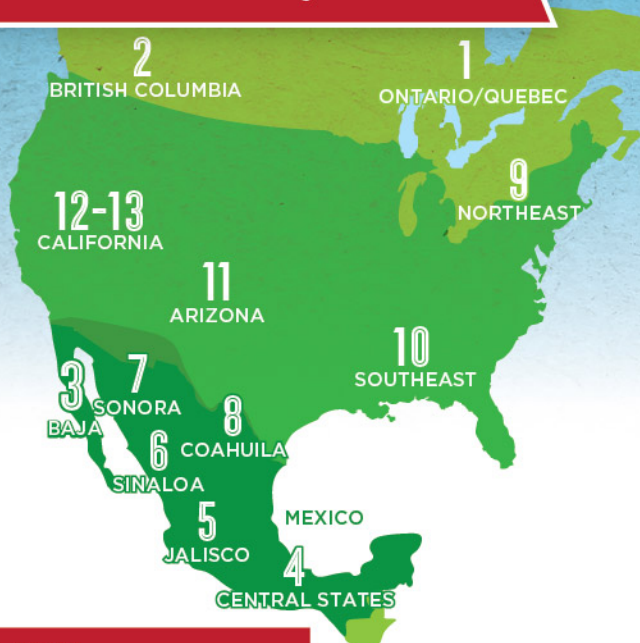 2
BRITISH COLUMBIA
1
ONTARIO/QUEBEC
9
NORTHEAST
12-13
CALIFORNIA
11
ARIZONA
10
SOUTHEAST
3
BAJA
7
SONORA
8
COAHUILA
6
SINALOA
5
JALISCO
MEXICO
4
CENTRAL STATES